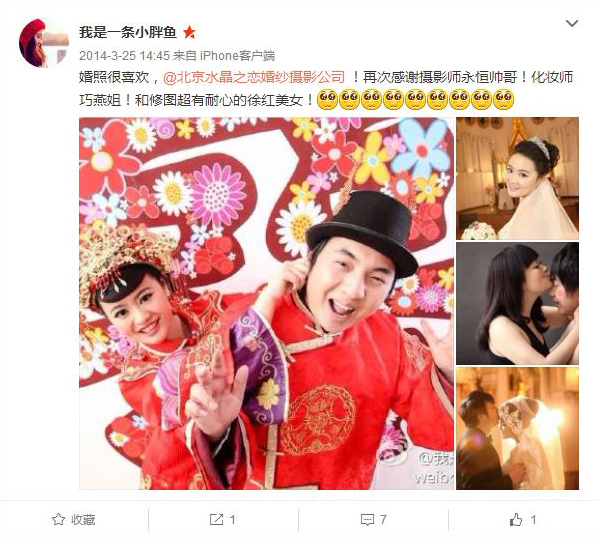 我是一条小胖鱼
2014-3-25 14:45 来自 iPhone客户端
婚照很喜欢，@北京水晶之恋婚纱摄影公司 ！再次感谢摄影师永恒帅哥！化妆师
巧燕姐！和修图超有耐心的徐红美女！
@我是
weibo
收藏
1
7
1